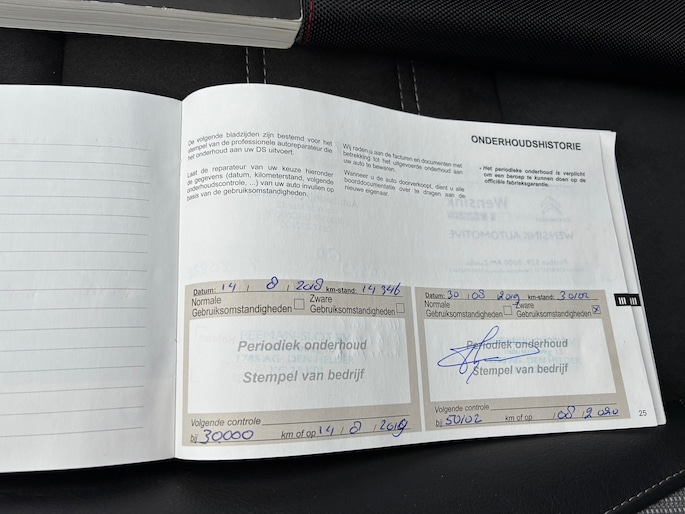 ONDERHOUDSHISTORIE
De volgende bladzijden zijn bestemd voor het
stempel van de professionele autoreparateur die
het onderhoud aan uw DS uitvoert.
Laat de reparateur van uw keuze hieronder
de gegevens (datum, kilometerstand, volgende
onderhoudscontrole, ...) van uw auto invullen op
basis van de gebruiksomstandigheden.
Wij raden u aan de facturen en documenten met
betrekking tot het uitgevoerde onderhoud aan
uw auto te bewaren.
Wanneer u de auto doorverkoopt, dient u alle
boorddocumentatie over te dragen aan de
nieuwe eigenaar.
- Het periodieke onderhoud is verplicht
om een beroep te kunnen doen op de
officiële fabrieksgarantie.
Datum: 14 / 8 / 2018 km-stand: 14346
Normale
Gebruiksomstandigheden
Zware
Gebruiksomstandigheden
Periodiek onderhoud
Stempel van bedrijf
Volgende controle
bij 30000 km of op 14 / 8 / 2019
Datum: 30 / 08 / 2019 km-stand: 30102
Normale
Gebruiksomstandigheden
Zware
Gebruiksomstandigheden x
Periodiek onderhoud
Stempel van bedrijf
Volgende controle
bij 50102 km of op / 08 / 2020
25